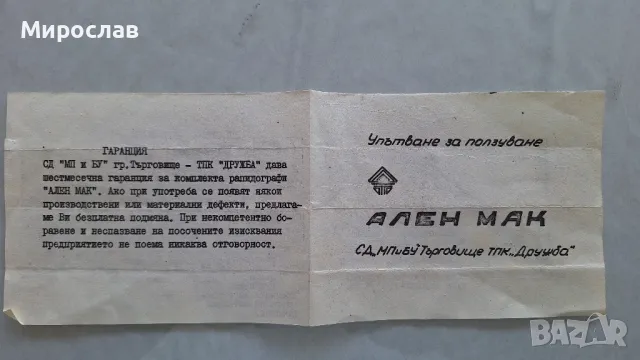 Мирослав
ГАРАНЦИЯ
СД "МП и БУ" гр.Търговище - ТПК "ДРУЖБА" дава
шестмесечна гаранция за комплекта рапидографи
"АЛЕН МАК". Ако при употреба се появят някои
производствени или материални дефекти, предлага-
ме Ви безплатна подмяна. При некомпетентно бо-
равене и неспазване на посочените изисквания
предприятието не поема никаква отговорност.
Упътване за ползуване
АЛЕН МАК
СД„МПиБУ" Търговище ТПК„Дружба"
BAZAR